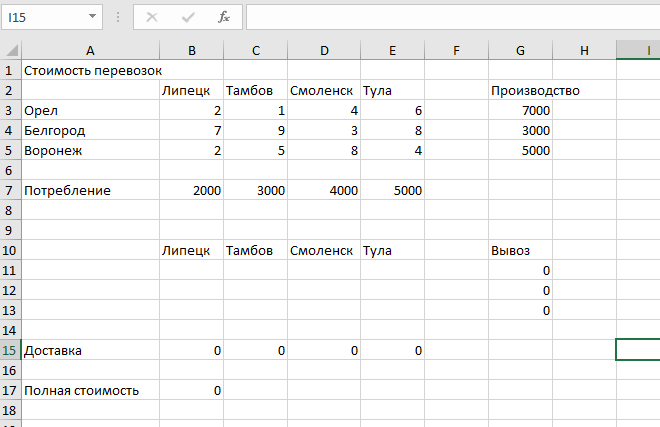 I15 fx
A B C D E F G H I
1 Стоимость перевозок
2 Липецк Тамбов Смоленск Тула Производство
3 Орел 2 1 4 6 7000
4 Белгород 7 9 3 8 3000
5 Воронеж 2 5 8 4 5000
6
7 Потребление 2000 3000 4000 5000
8
9
10 Липецк Тамбов Смоленск Тула Вывоз
11 0
12 0
13 0
14
15 Доставка 0 0 0 0
16
17 Полная стоимость 0
18